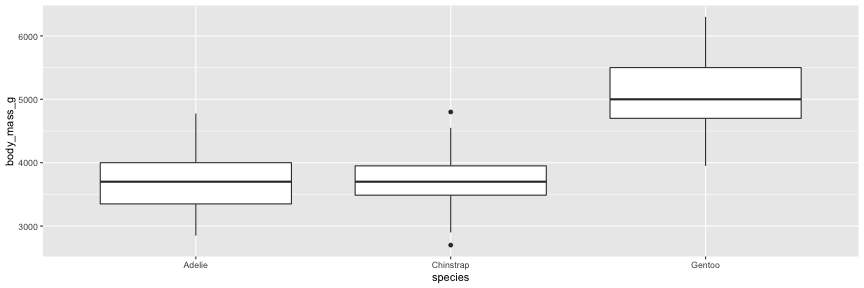 body_mass_g
6000
5000
4000
3000
Adelie
Chinstrap
Gentoo
species